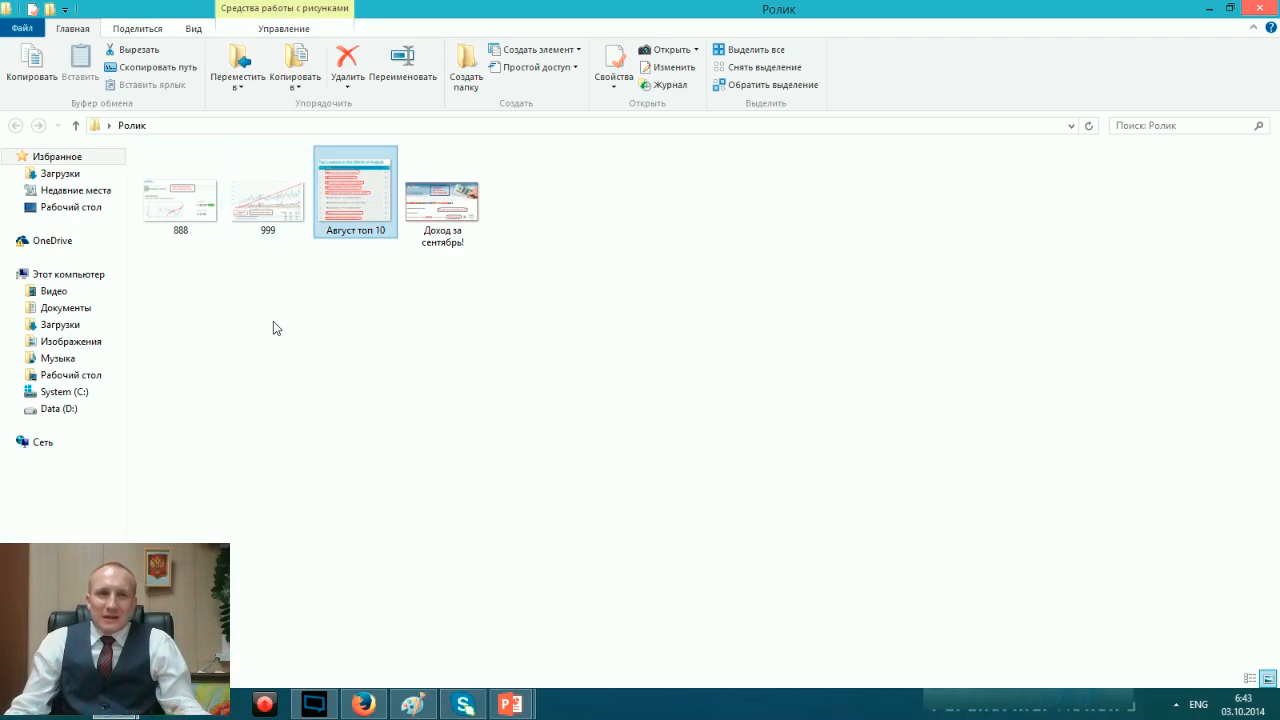 Средства работы с рисунками
Ролик
Файл
Главная
Поделиться
Вид
Управление
Копировать
Вставить
Вырезать
Скопировать путь
Вставить ярлык
Буфер обмена
Переместить в
Копировать в
Удалить
Переименовать
Упорядочить
Создать папку
Создать элемент
Простой доступ
Создать
Свойства
Открыть
Изменить
Журнал
Открыть
Выделить все
Снять выделение
Обратить выделение
Выделить
Ролик
Поиск: Ролик
Избранное
Загрузки
Недавние места
Рабочий стол
OneDrive
Этот компьютер
Видео
Документы
Загрузки
Изображения
Музыка
Рабочий стол
System (C:)
Data (D:)
Сеть
888
999
Август топ 10
Доход за
сентябрь!
ENG
6:43
03.10.2014